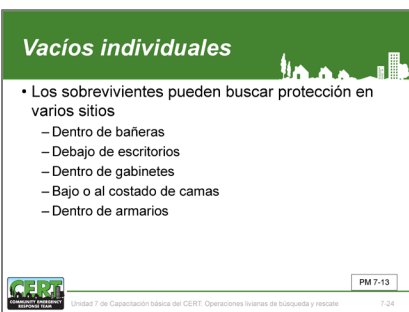 Vacíos individuales
• Los sobrevivientes pueden buscar protección en
varios sitios
– Dentro de bañeras
– Debajo de escritorios
– Dentro de gabinetes
– Bajo o al costado de camas
– Dentro de armarios
PM 7-13
CERT
COMMUNITY EMERGENCY
RESPONSE TEAM
Unidad 7 de Capacitación básica del CERT: Operaciones livianas de búsqueda y rescate
7-24